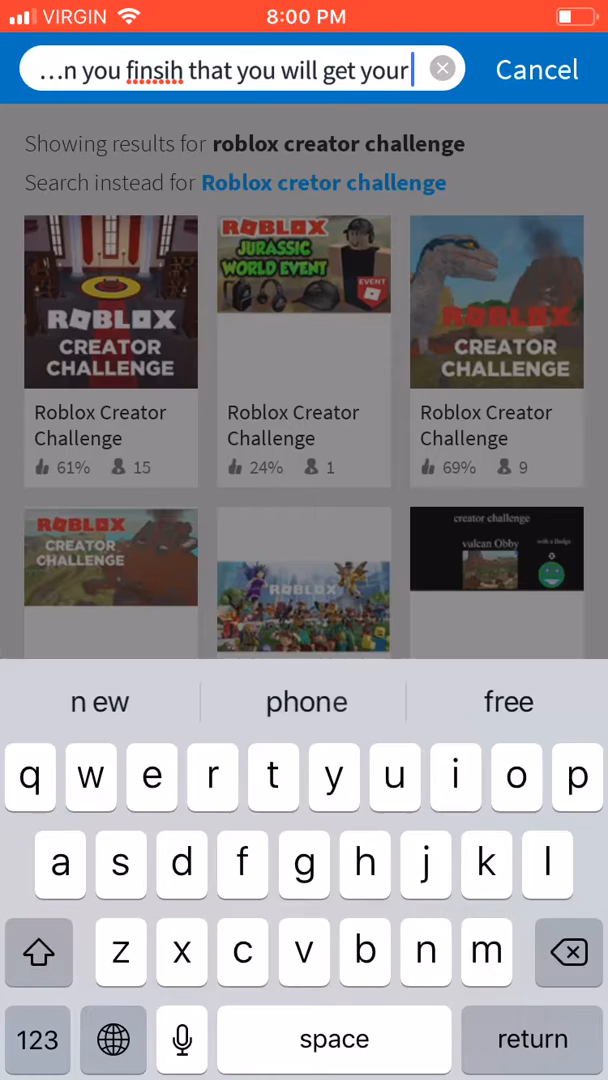 VIRGIN 8:00 PM
…n you finsih that you will get your Cancel
Showing results for roblox creator challenge
Search instead for Roblox cretor challenge
ROBLOX
CREATOR
CHALLENGE
ROBLOX
JURASSIC
WORLD EVENT
EVENT
ROBLOX
CREATOR
CHALLENGE
Roblox Creator
Challenge
61% 15
Roblox Creator
Challenge
24% 1
Roblox Creator
Challenge
69% 9
ROBLOX
CREATOR
CHALLENGE
ROBLOX
creator challenge
vulcan Obby
with a Badge
n ew phone free
q w e r t y u i o p
a s d f g h j k l
z x c v b n m
123 space return